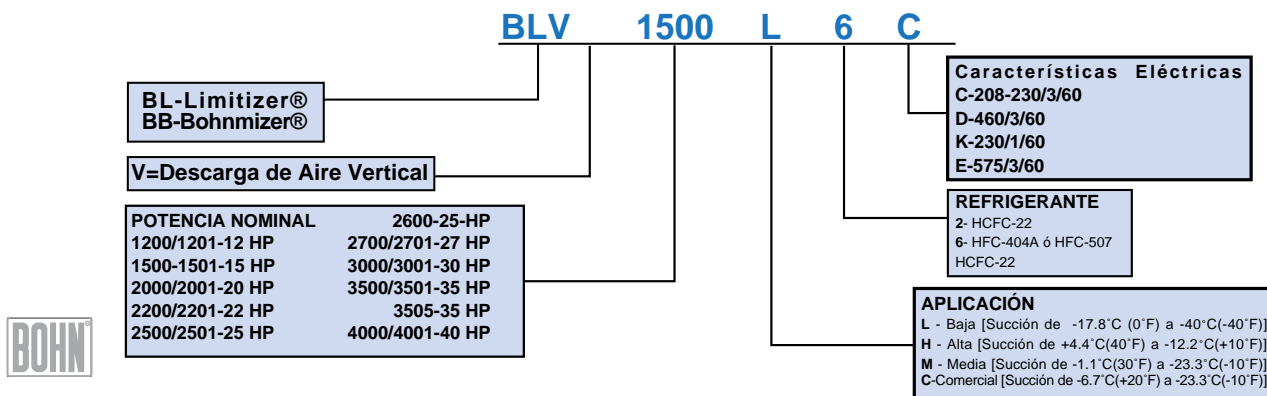 BLV 1500 L 6 C
BL-Limitizer®
BB-Bohnmizer®
V=Descarga de Aire Vertical
POTENCIA NOMINAL 2600-25-HP
1200/1201-12 HP 2700/2701-27 HP
1500-1501-15 HP 3000/3001-30 HP
2000/2001-20 HP 3500/3501-35 HP
2200/2201-22 HP 3505-35 HP
2500/2501-25 HP 4000/4001-40 HP
Características Eléctricas
C-208-230/3/60
D-460/3/60
K-230/1/60
E-575/3/60
REFRIGERANTE
2- HCFC-22
6- HFC-404A ó HFC-507
HCFC-22
APLICACIÓN
L - Baja [Succión de -17.8°C (0°F) a -40°C(-40°F)]
H - Alta [Succión de +4.4°C(40°F) a -12.2°C(+10°F)]
M - Media [Succión de -1.1°C(30°F) a -23.3°C(-10°F)]
C-Comercial [Succión de -6.7°C(+20°F) a -23.3°C(-10°F)]
BOHN®